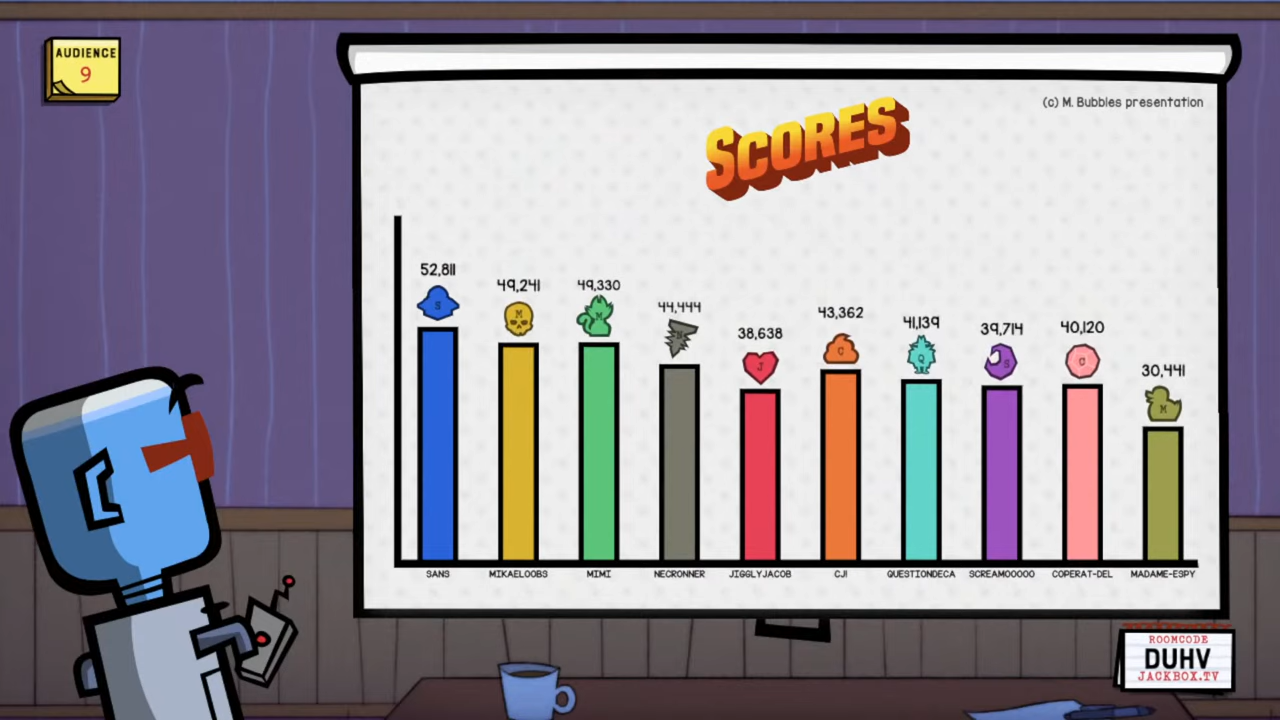 AUDIENCE
9
(c) M. Bubbles presentation
SCORES
52,811
49,241
49,330
44,444
38,638
43,362
41,139
39,714
40,120
30,441
S
M
M
N
J
C
Q
S
C
M
SANS
MIKAELOOBS
MIMI
NECRONNER
JIGGLYJACOB
CJ!
QUESTIONDECA
SCREAMOOOOO
COPERAT-DEL
MADAME-ESPY
ROOMCODE
DUHV
JACKBOX.TV